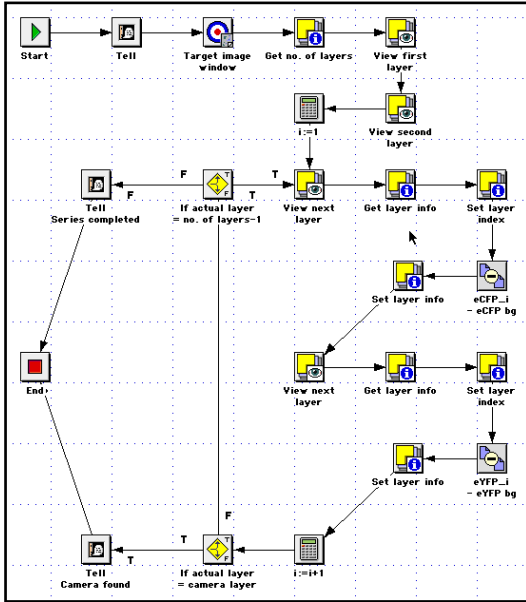 Start
Tell
Target image
window
Get no. of layers
View first
layer
i:=1
View second
layer
F
T
F
T
Tell
Series completed
If actual layer
= no. of layers-1
View next
layer
Get layer info
Set layer
index
Set layer info
eCFP_i
- eCFP bg
End
View next
layer
Get layer info
Set layer
index
Set layer info
eYFP_i
- eYFP bg
F
T
T
Tell
Camera found
If actual layer
= camera layer
i:=i+1